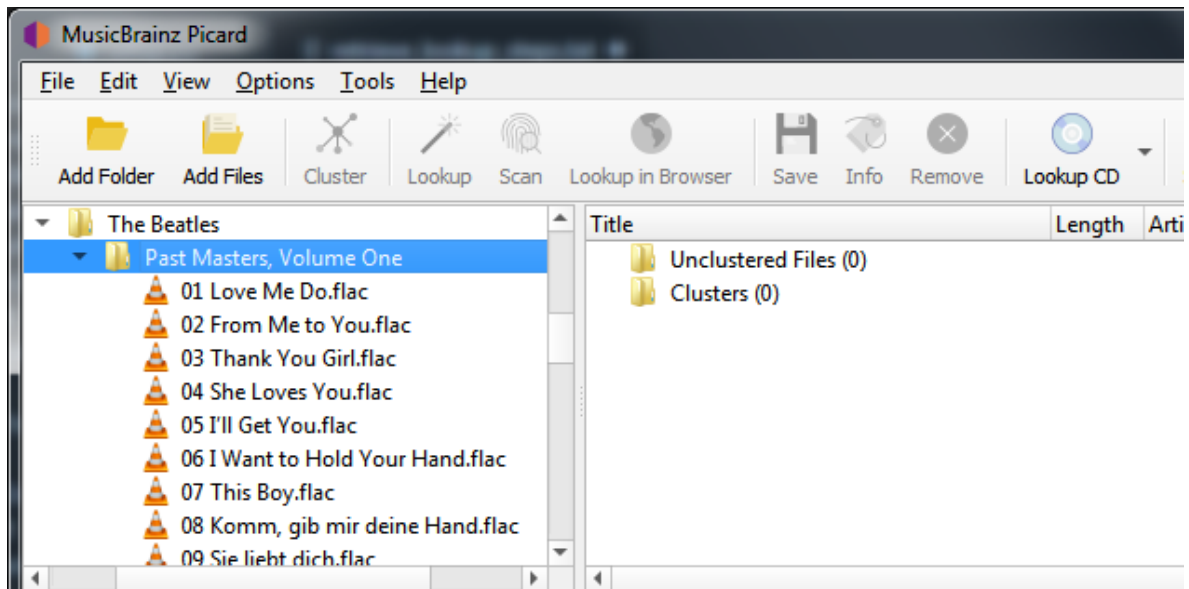 MusicBrainz Picard
File Edit View Options Tools Help
Add Folder Add Files Cluster Lookup Scan Lookup in Browser Save Info Remove Lookup CD
The Beatles
Past Masters, Volume One
01 Love Me Do.flac
02 From Me to You.flac
03 Thank You Girl.flac
04 She Loves You.flac
05 I'll Get You.flac
06 I Want to Hold Your Hand.flac
07 This Boy.flac
08 Komm, gib mir deine Hand.flac
09 Sie liebt dich.flac
Title Length Arti
Unclustered Files (0)
Clusters (0)